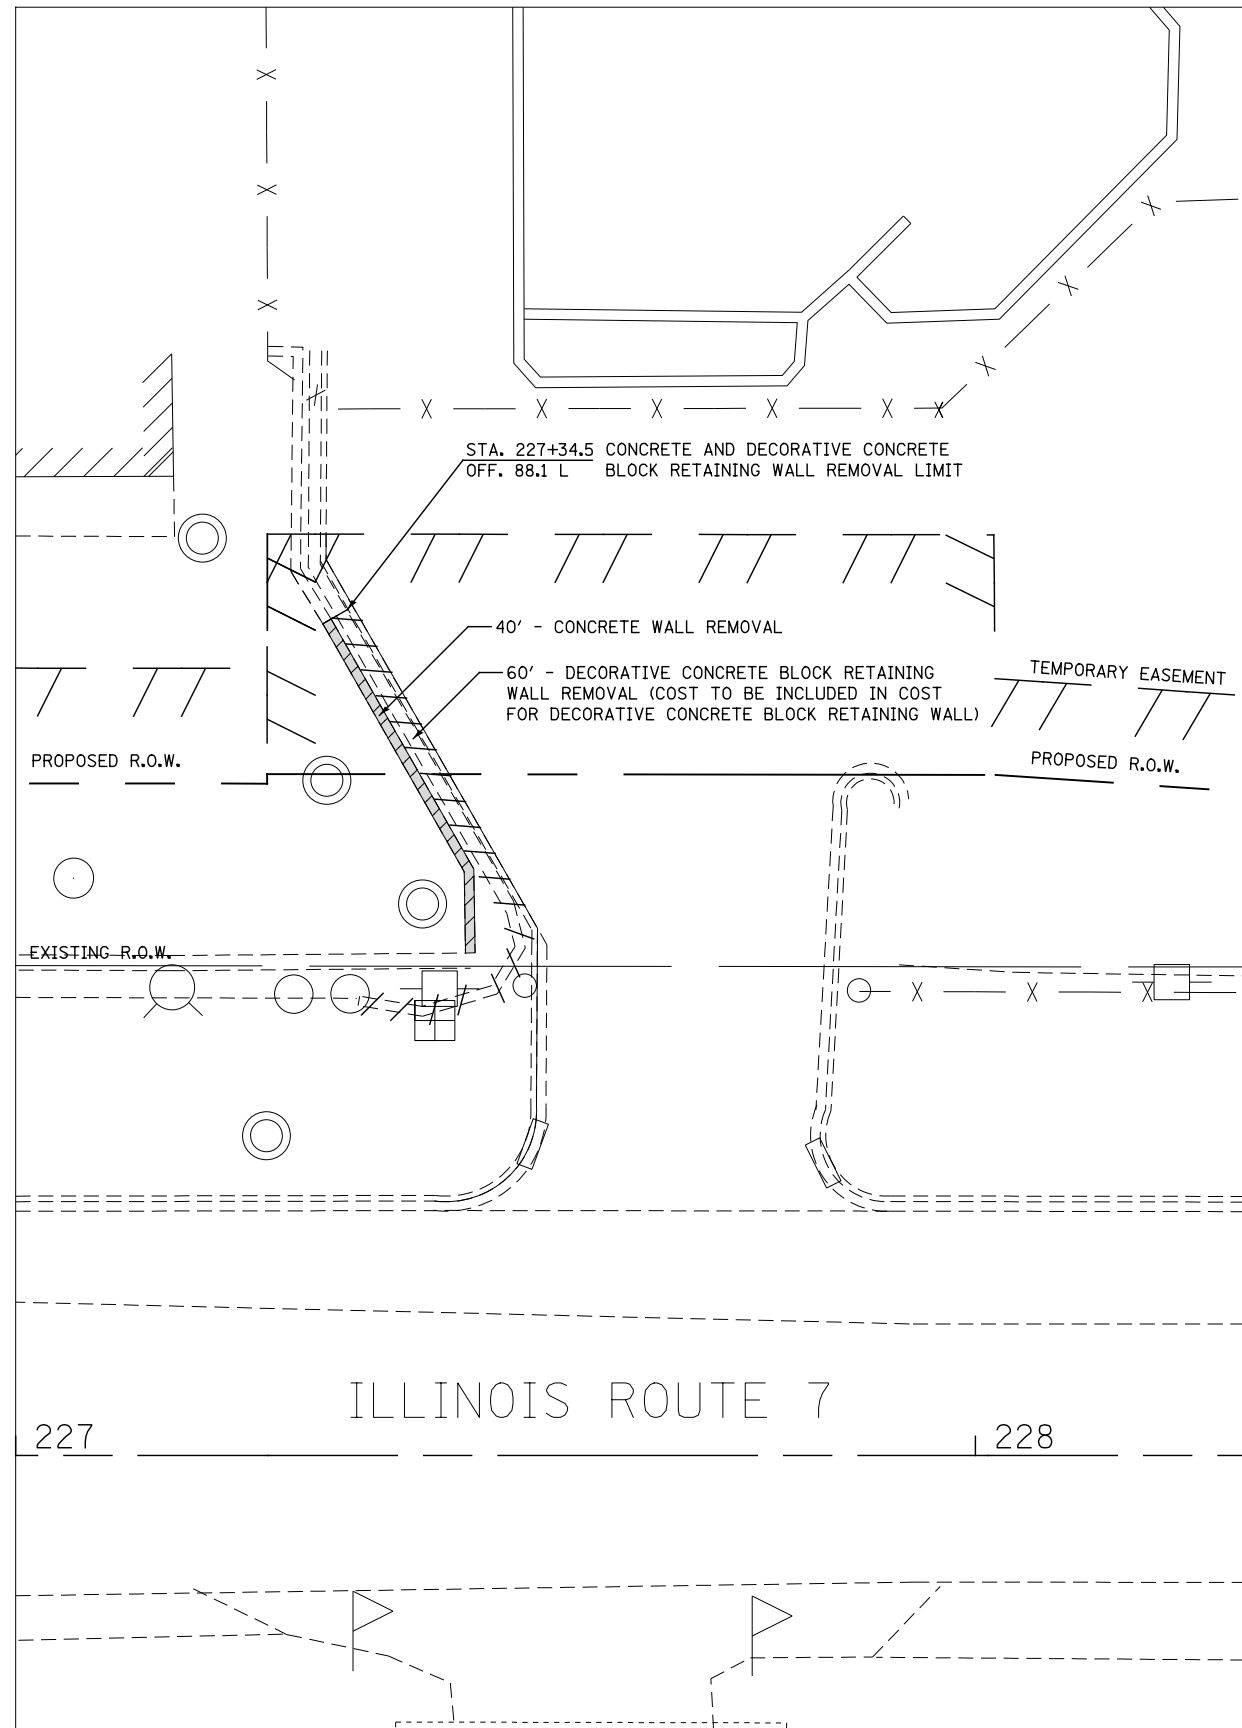 STA. 227+34.5 CONCRETE AND DECORATIVE CONCRETE
OFF. 88.1 L BLOCK RETAINING WALL REMOVAL LIMIT
40' - CONCRETE WALL REMOVAL
60' - DECORATIVE CONCRETE BLOCK RETAINING
WALL REMOVAL (COST TO BE INCLUDED IN COST
FOR DECORATIVE CONCRETE BLOCK RETAINING WALL)
TEMPORARY EASEMENT
PROPOSED R.O.W.
PROPOSED R.O.W.
EXISTING R.O.W.
ILLINOIS ROUTE 7
227
228